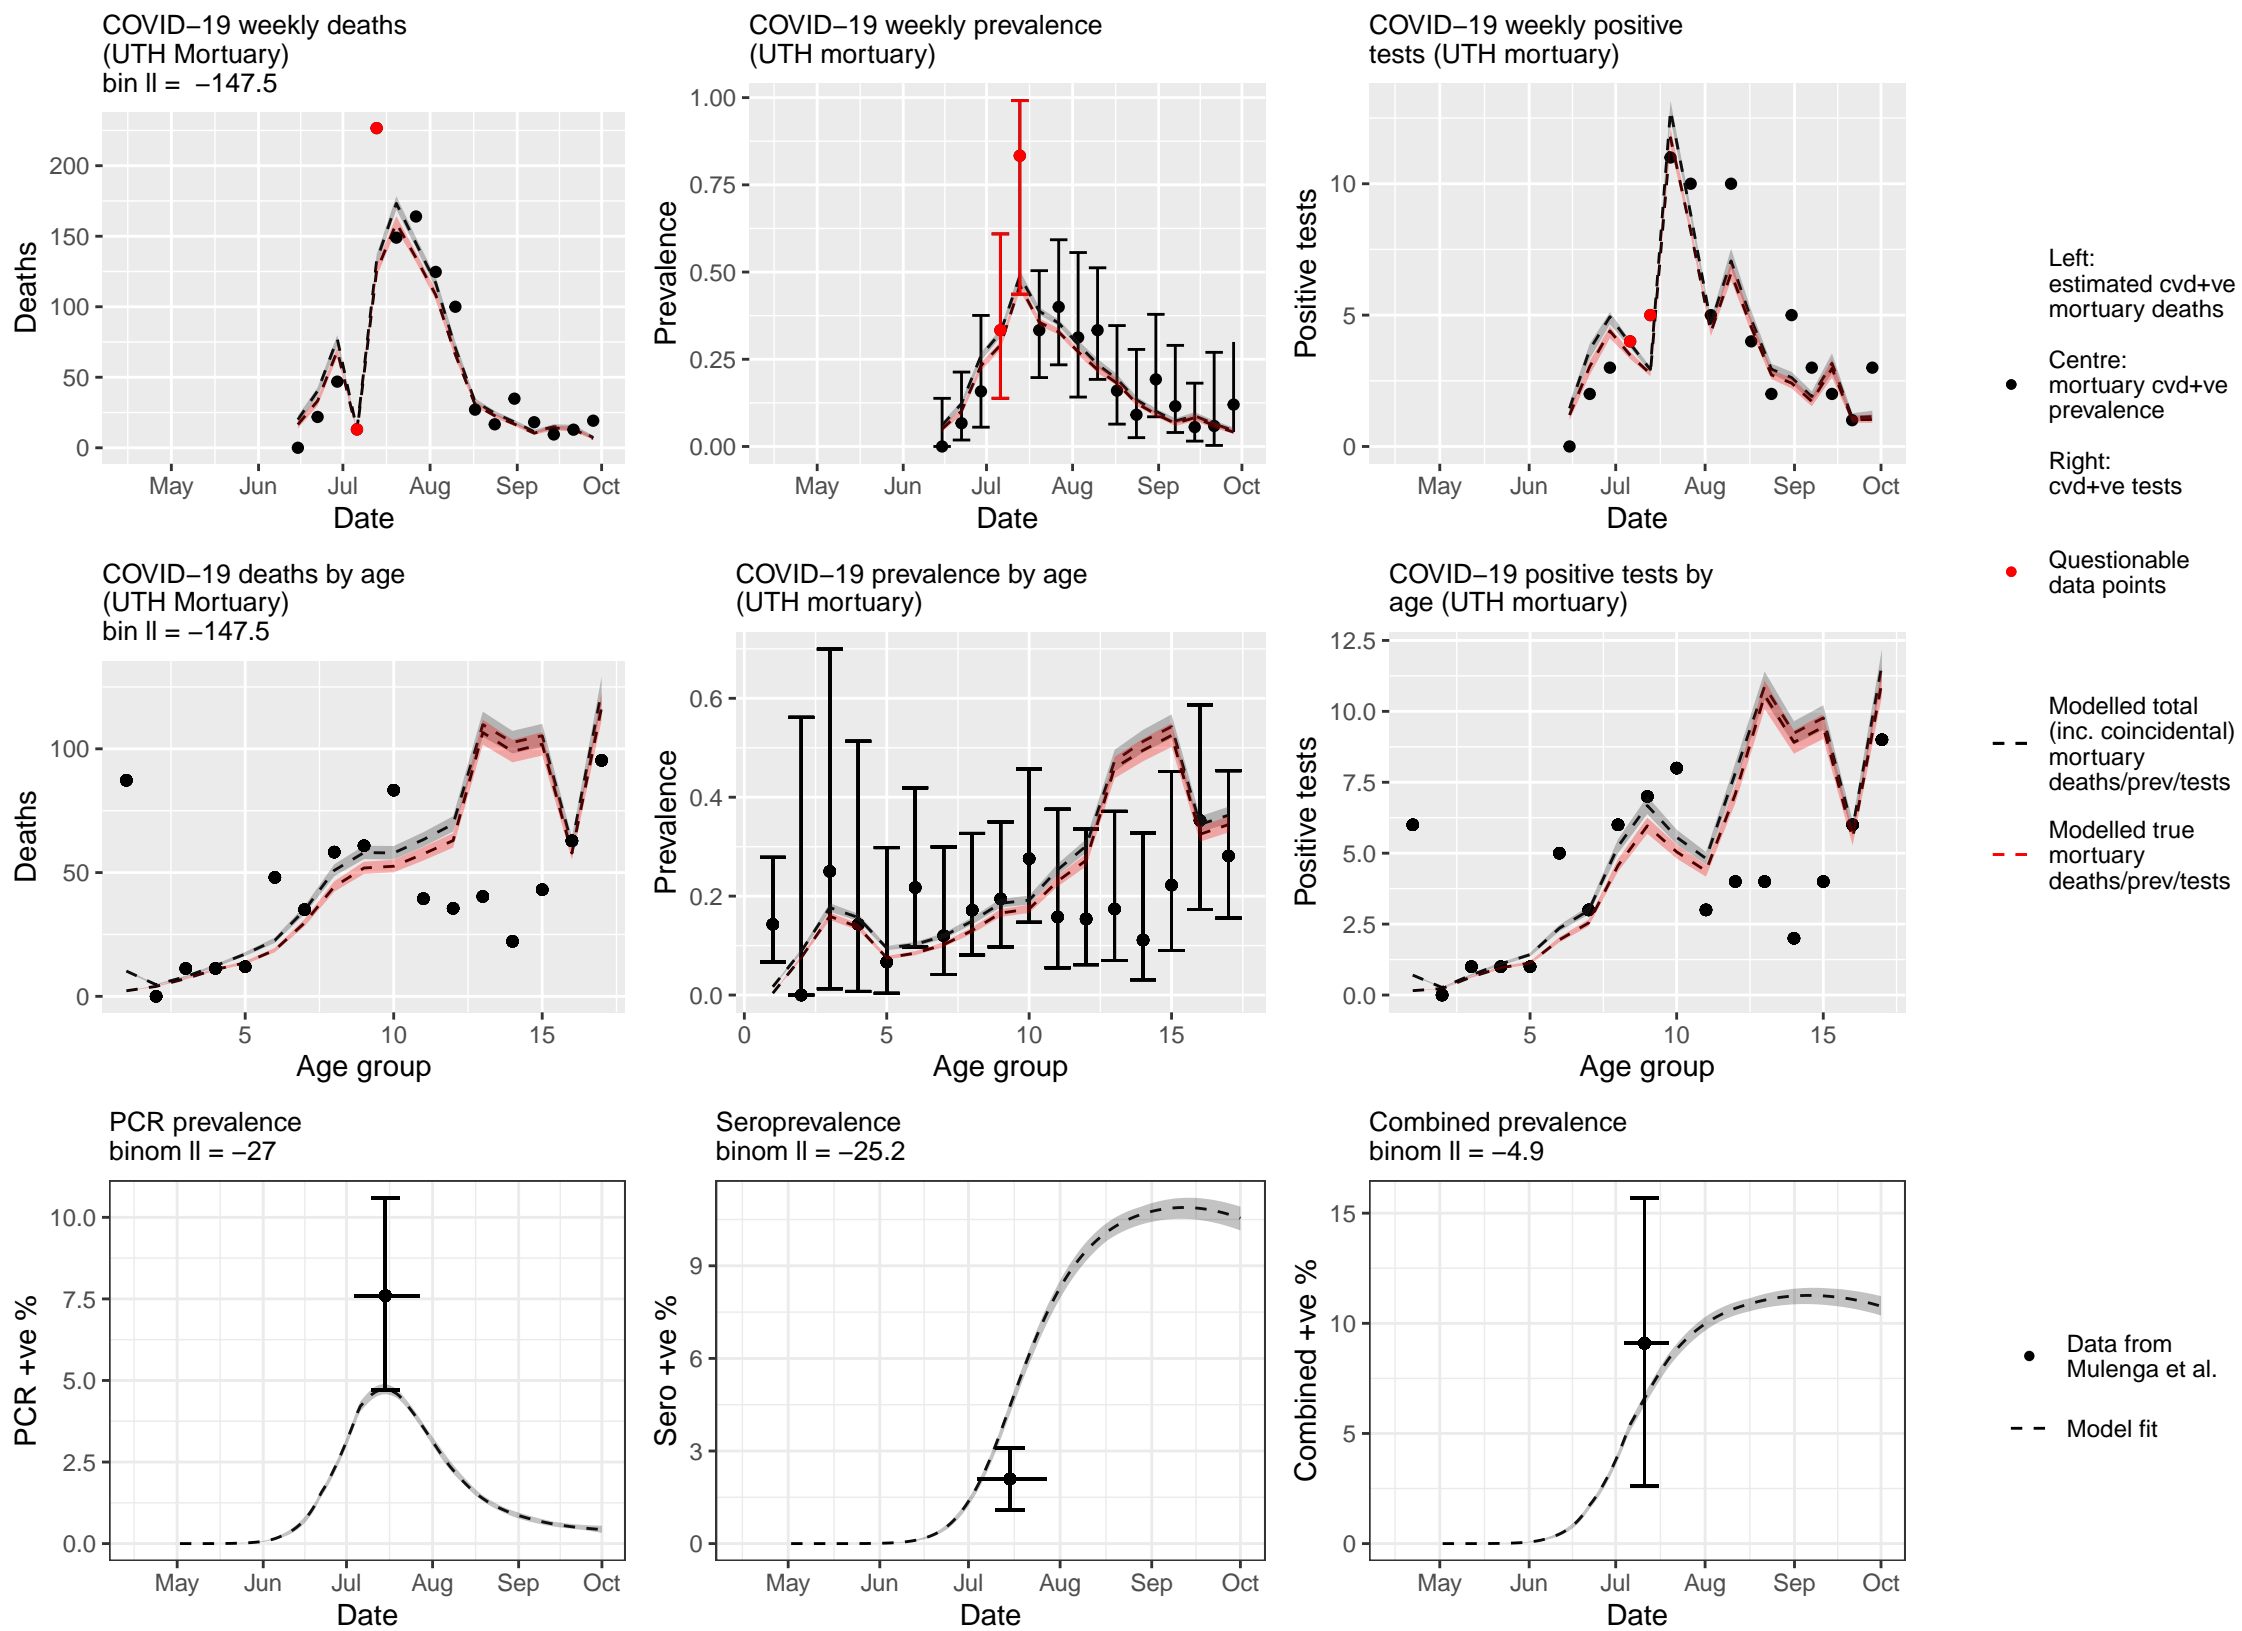 COVID−19 weekly deaths
(UTH Mortuary)
bin ll =  −147.5
200
150
100
50
0
Deaths
May Jun Jul Aug Sep Oct
Date
COVID−19 weekly prevalence
(UTH mortuary)
1.00
0.75
0.50
0.25
0.00
Prevalence
May Jun Jul Aug Sep Oct
Date
COVID−19 weekly positive
tests (UTH mortuary)
10
5
0
Positive tests
May Jun Jul Aug Sep Oct
Date
Left:
estimated cvd+ve
mortuary deaths
Centre:
mortuary cvd+ve
prevalence
Right:
cvd+ve tests
Questionable
data points
Modelled total
(inc. coincidental)
mortuary
deaths/prev/tests
Modelled true
mortuary
deaths/prev/tests
COVID−19 deaths by age
(UTH Mortuary)
bin ll = −147.5
100
50
0
Deaths
5 10 15
Age group
COVID−19 prevalence by age
(UTH mortuary)
0.6
0.4
0.2
0.0
Prevalence
0 5 10 15
Age group
COVID−19 positive tests by
age (UTH mortuary)
12.5
10.0
7.5
5.0
2.5
0.0
Positive tests
5 10 15
Age group
PCR prevalence
binom ll = −27
10.0
7.5
5.0
2.5
0.0
PCR +ve %
May Jun Jul Aug Sep Oct
Date
Seroprevalence
binom ll = −25.2
9
6
3
0
Sero +ve %
May Jun Jul Aug Sep Oct
Date
Combined prevalence
binom ll = −4.9
15
10
5
0
Combined +ve %
May Jun Jul Aug Sep Oct
Date
Data from
Mulenga et al.
Model fit